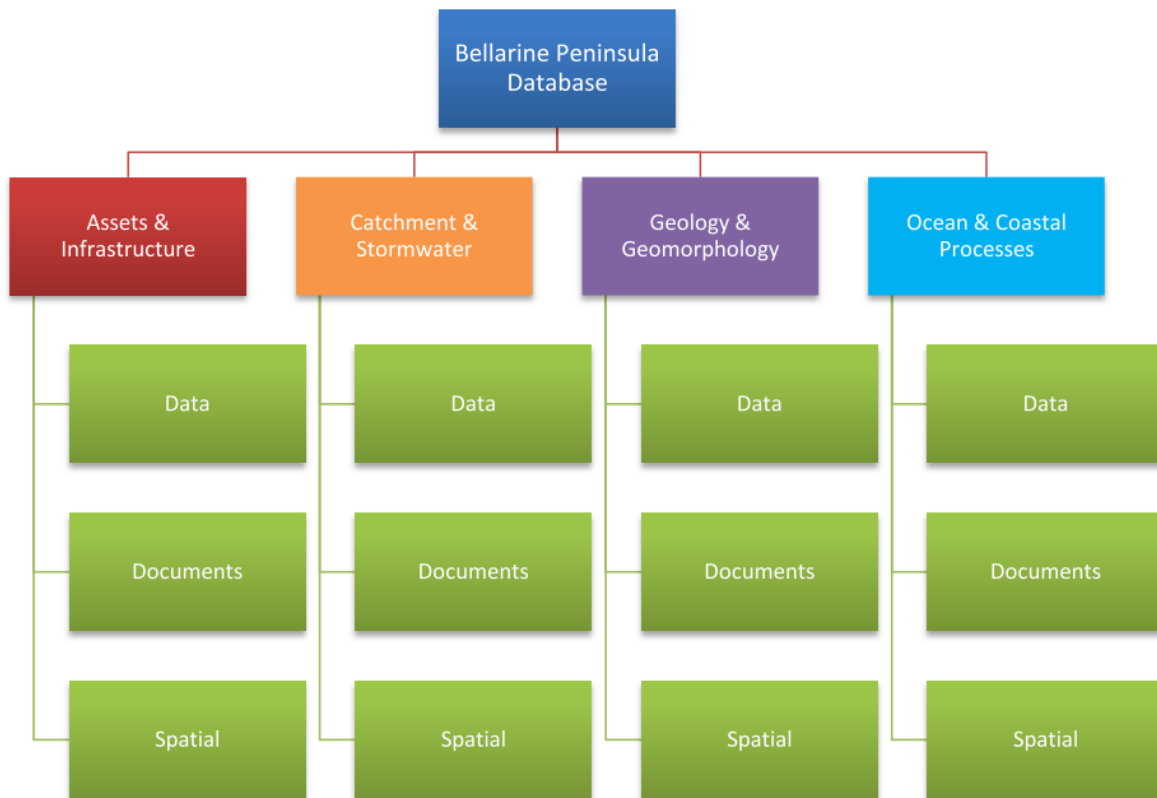 Bellarine Peninsula
Database
Assets &
Infrastructure
Catchment &
Stormwater
Geology &
Geomorphology
Ocean & Coastal
Processes
Data
Data
Data
Data
Documents
Documents
Documents
Documents
Spatial
Spatial
Spatial
Spatial